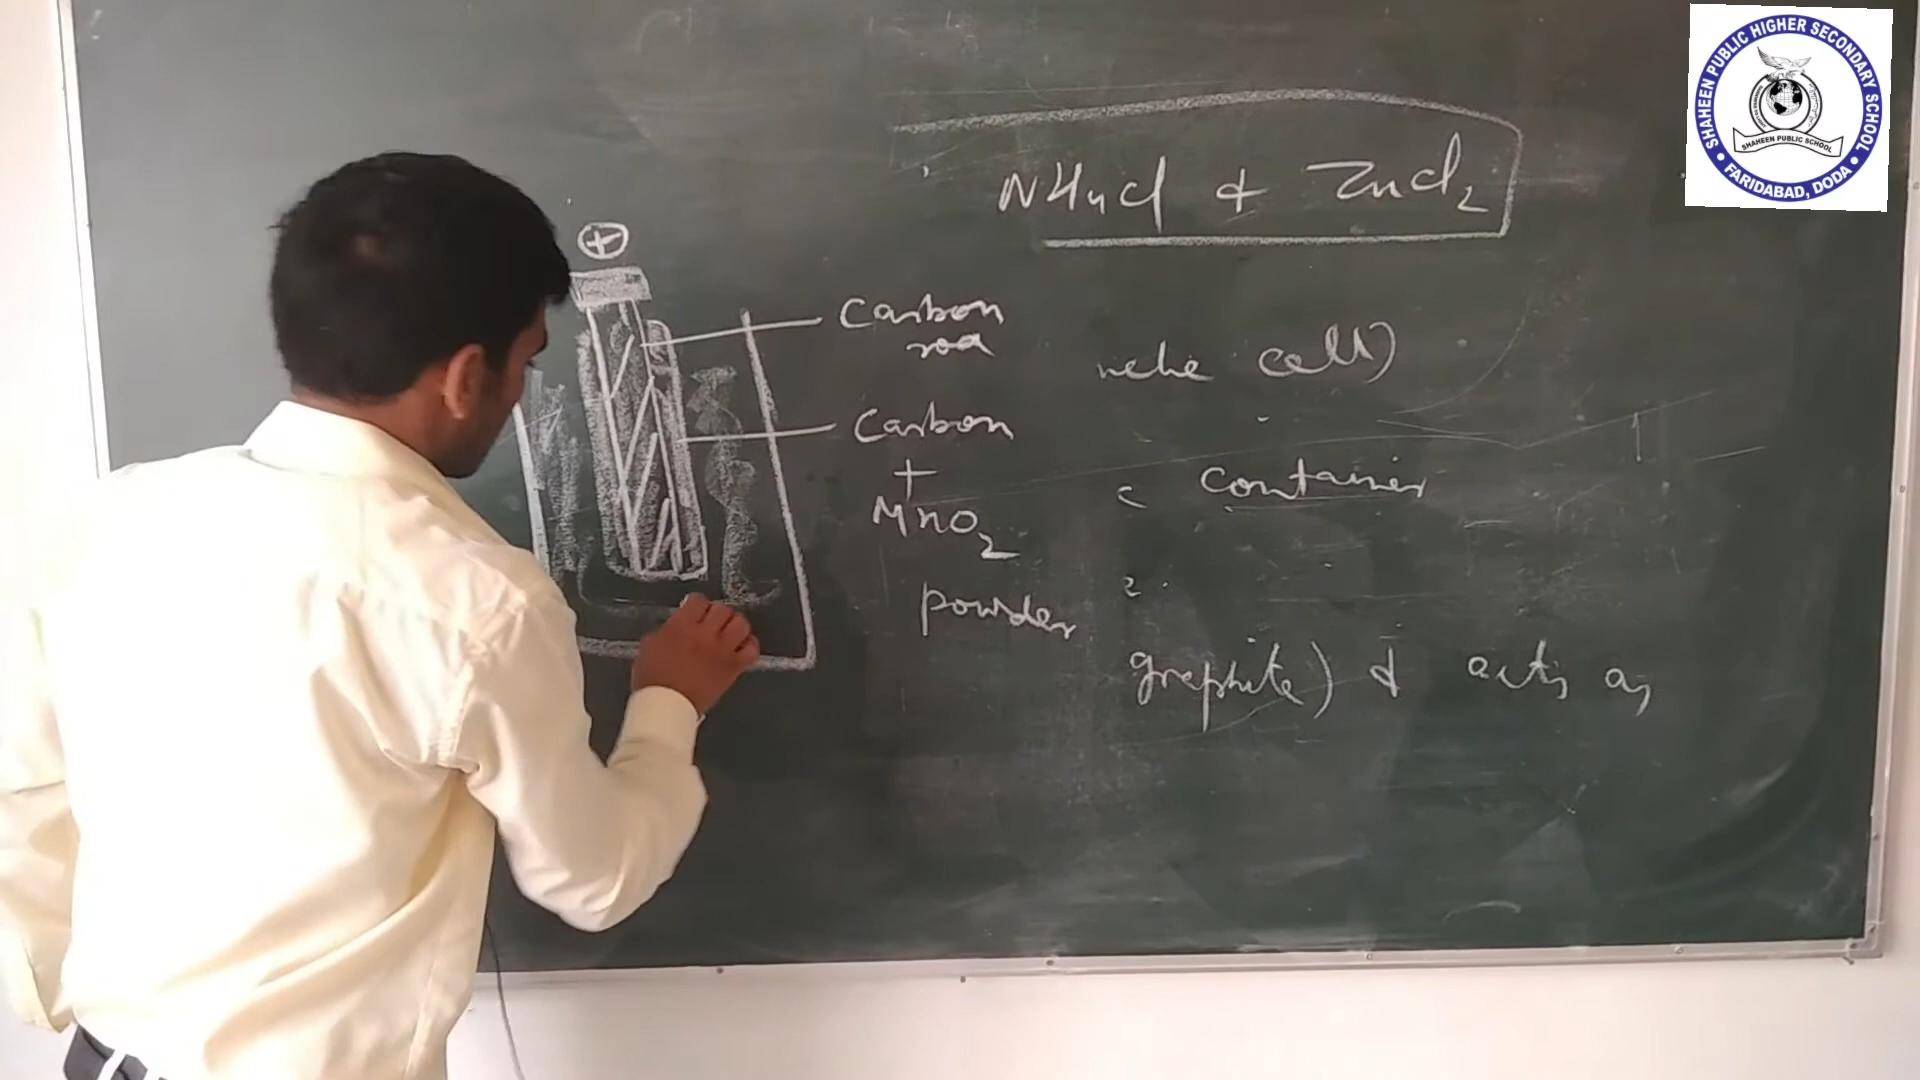 SHAHEEN PUBLIC HIGHER SECONDARY SCHOOL
SHAHEEN PUBLIC SCHOOL
• FARIDABAD, DODA •
NH4Cl & ZnCl2
+
Carbon
rod
cell)
Carbon
+
MnO2
powder
container
graphite) & acts as